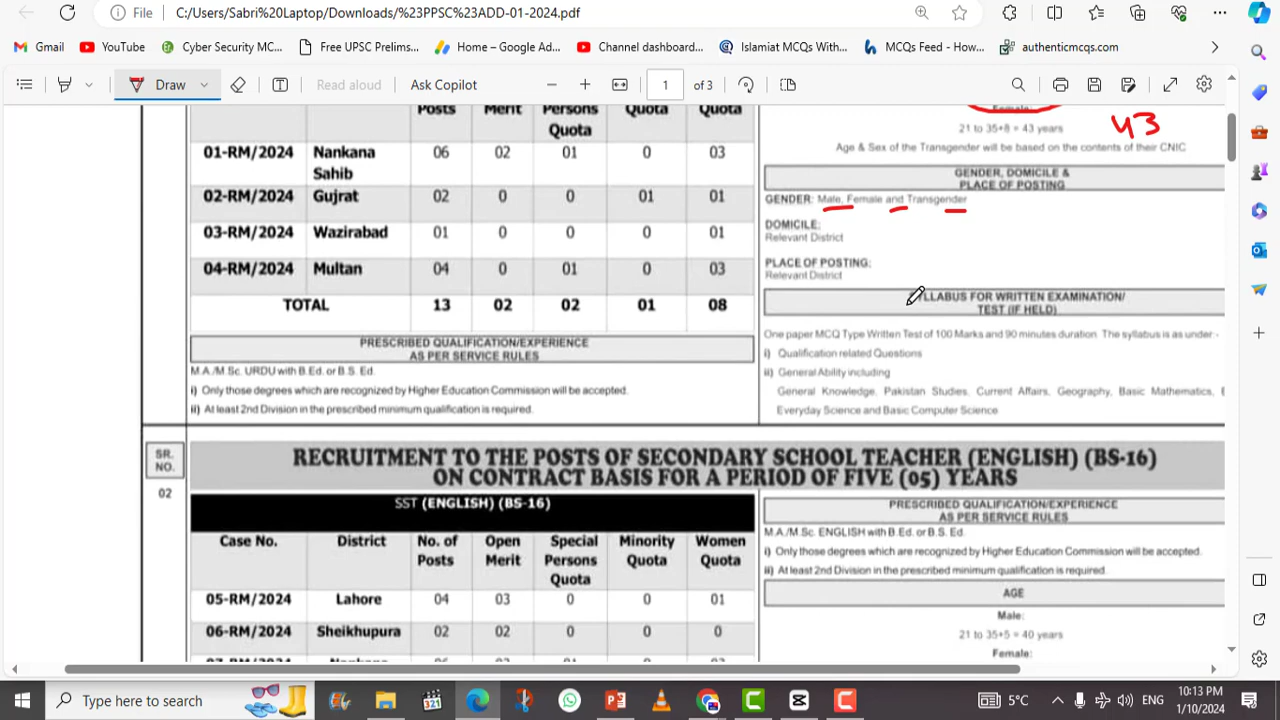 File
C:/Users/Sabri%20Laptop/Downloads/%23PPSC%23ADD-01-2024.pdf
Gmail
YouTube
Cyber Security MC...
Free UPSC Prelims...
Home – Google Ad...
Channel dashboard...
Islamiat MCQs With...
MCQs Feed - How...
authenticmcqs.com
Draw
Read aloud
Ask Copilot
1 of 3
Posts Merit Persons Quota Quota
Quota
01-RM/2024 Nankana Sahib 06 02 01 0 03
02-RM/2024 Gujrat 02 0 0 01 01
03-RM/2024 Wazirabad 01 0 0 0 01
04-RM/2024 Multan 04 0 01 0 03
TOTAL 13 02 02 01 08
PRESCRIBED QUALIFICATION/EXPERIENCE
AS PER SERVICE RULES
M.A./M.Sc. URDU with B.Ed. or B.S. Ed.
i) Only those degrees which are recognized by Higher Education Commission will be accepted.
ii) At least 2nd Division in the prescribed minimum qualification is required.
Female:
21 to 35+8 = 43 years
43
Age & Sex of the Transgender will be based on the contents of their CNIC
GENDER, DOMICILE &
PLACE OF POSTING
GENDER: Male, Female and Transgender
DOMICILE:
Relevant District
PLACE OF POSTING:
Relevant District
SYLLABUS FOR WRITTEN EXAMINATION/
TEST (IF HELD)
One paper MCQ Type Written Test of 100 Marks and 90 minutes duration The syllabus is as under:-
i) Qualification related Questions
ii) General Ability including
General Knowledge, Pakistan Studies, Current Affairs, Geography, Basic Mathematics, E
Everyday Science and Basic Computer Science
SR.
NO.
02
RECRUITMENT TO THE POSTS OF SECONDARY SCHOOL TEACHER (ENGLISH) (BS-16)
ON CONTRACT BASIS FOR A PERIOD OF FIVE (05) YEARS
SST (ENGLISH) (BS-16)
Case No. District No. of Posts Open Merit Special Persons Quota Minority Quota Women Quota
05-RM/2024 Lahore 04 03 0 0 01
06-RM/2024 Sheikhupura 02 02 0 0 0
PRESCRIBED QUALIFICATION/EXPERIENCE
AS PER SERVICE RULES
M.A./M.Sc. ENGLISH with B.Ed. or B.S. Ed
i) Only those degrees which are recognized by Higher Education Commission will be accepted.
ii) At least 2nd Division in the prescribed minimum qualification is required.
AGE
Male:
21 to 35+5 = 40 years
Female:
Type here to search
5°C
ENG
10:13 PM
1/10/2024